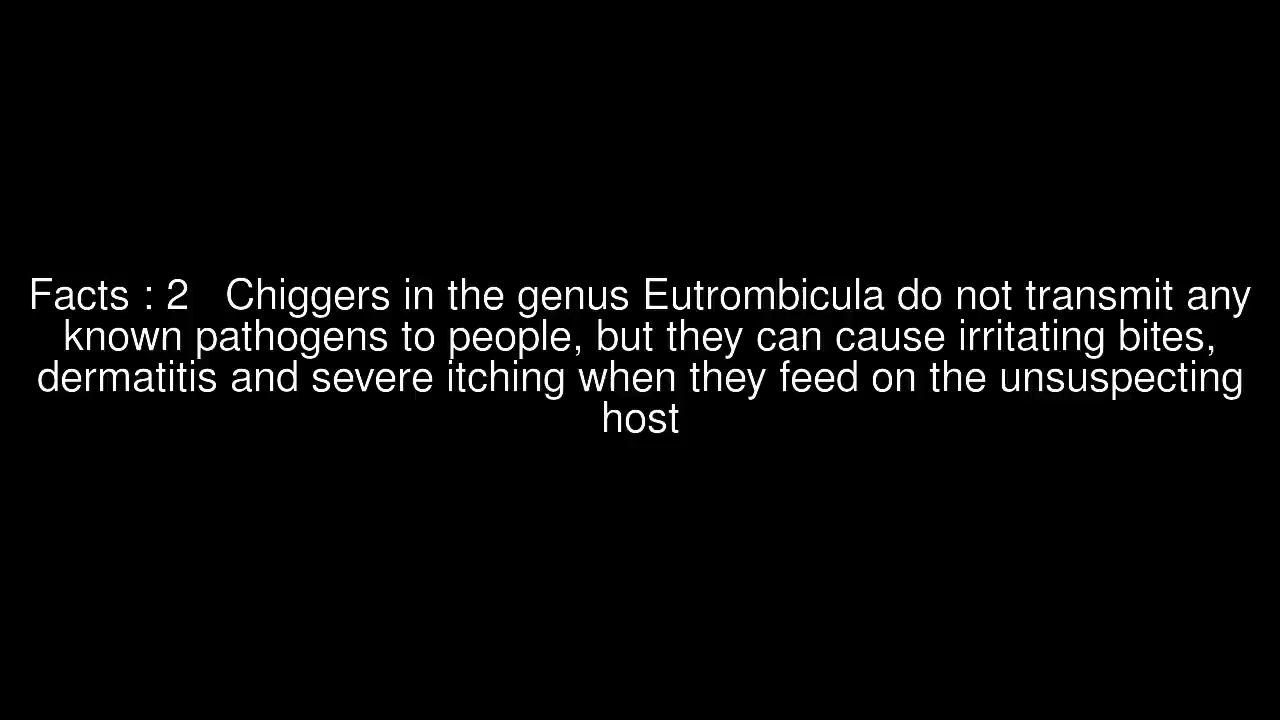 Facts : 2   Chiggers in the genus Eutrombicula do not transmit any
known pathogens to people, but they can cause irritating bites,
dermatitis and severe itching when they feed on the unsuspecting
host